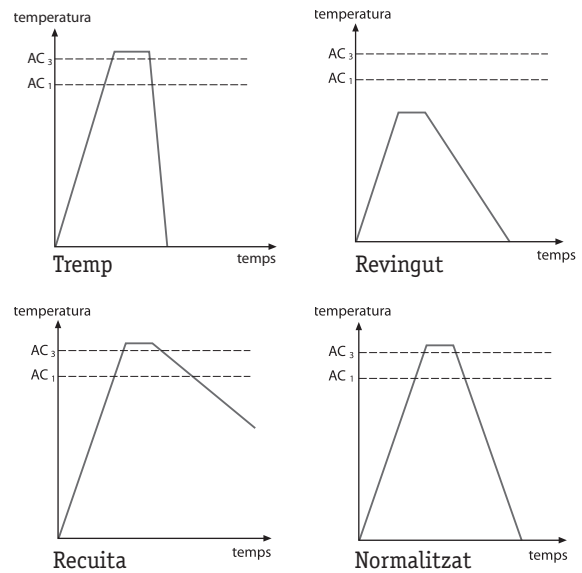 temperatura
AC 3
AC 1
temps
Tremp
temperatura
AC 3
AC 1
temps
Revingut
temperatura
AC 3
AC 1
temps
Recuita
temperatura
AC 3
AC 1
temps
Normalitzat